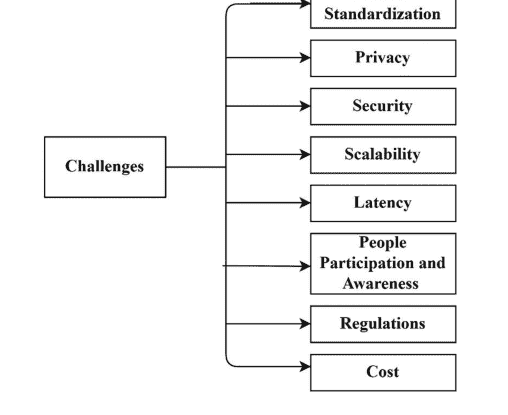 Standardization
Privacy
Security
Scalability
Challenges
Latency
People
Participation and
Awareness
Regulations
Cost